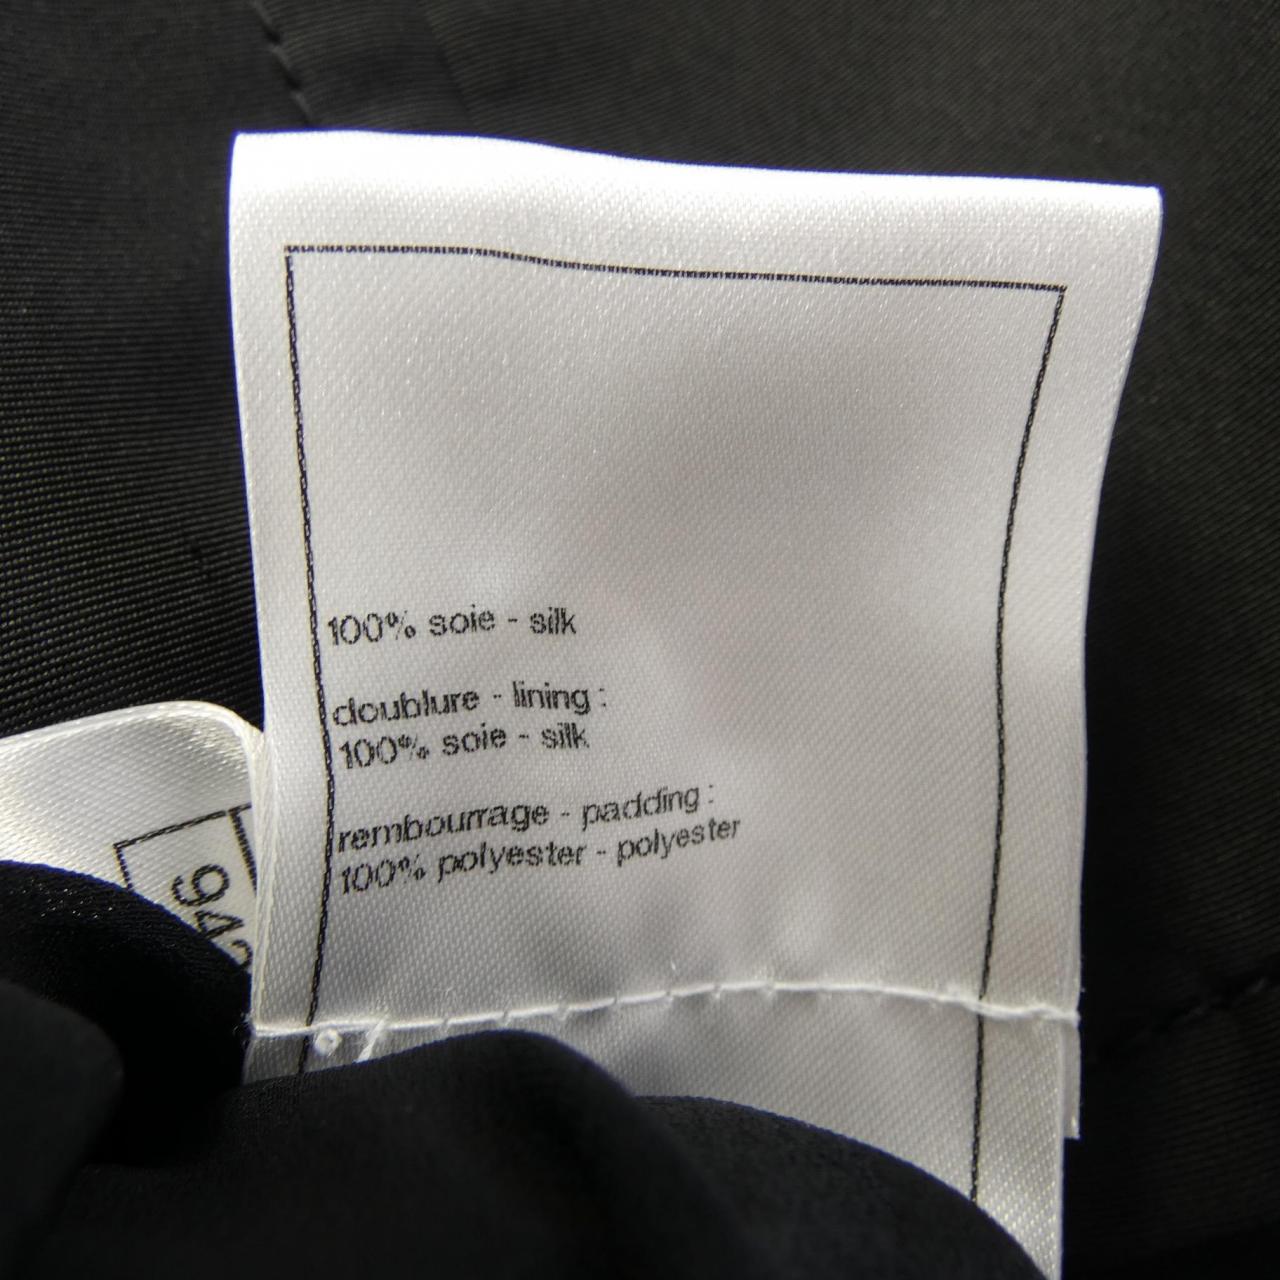 100% soie - silk
doublure - lining :
100% soie - silk
rembourrage - padding :
100% polyester - polyester